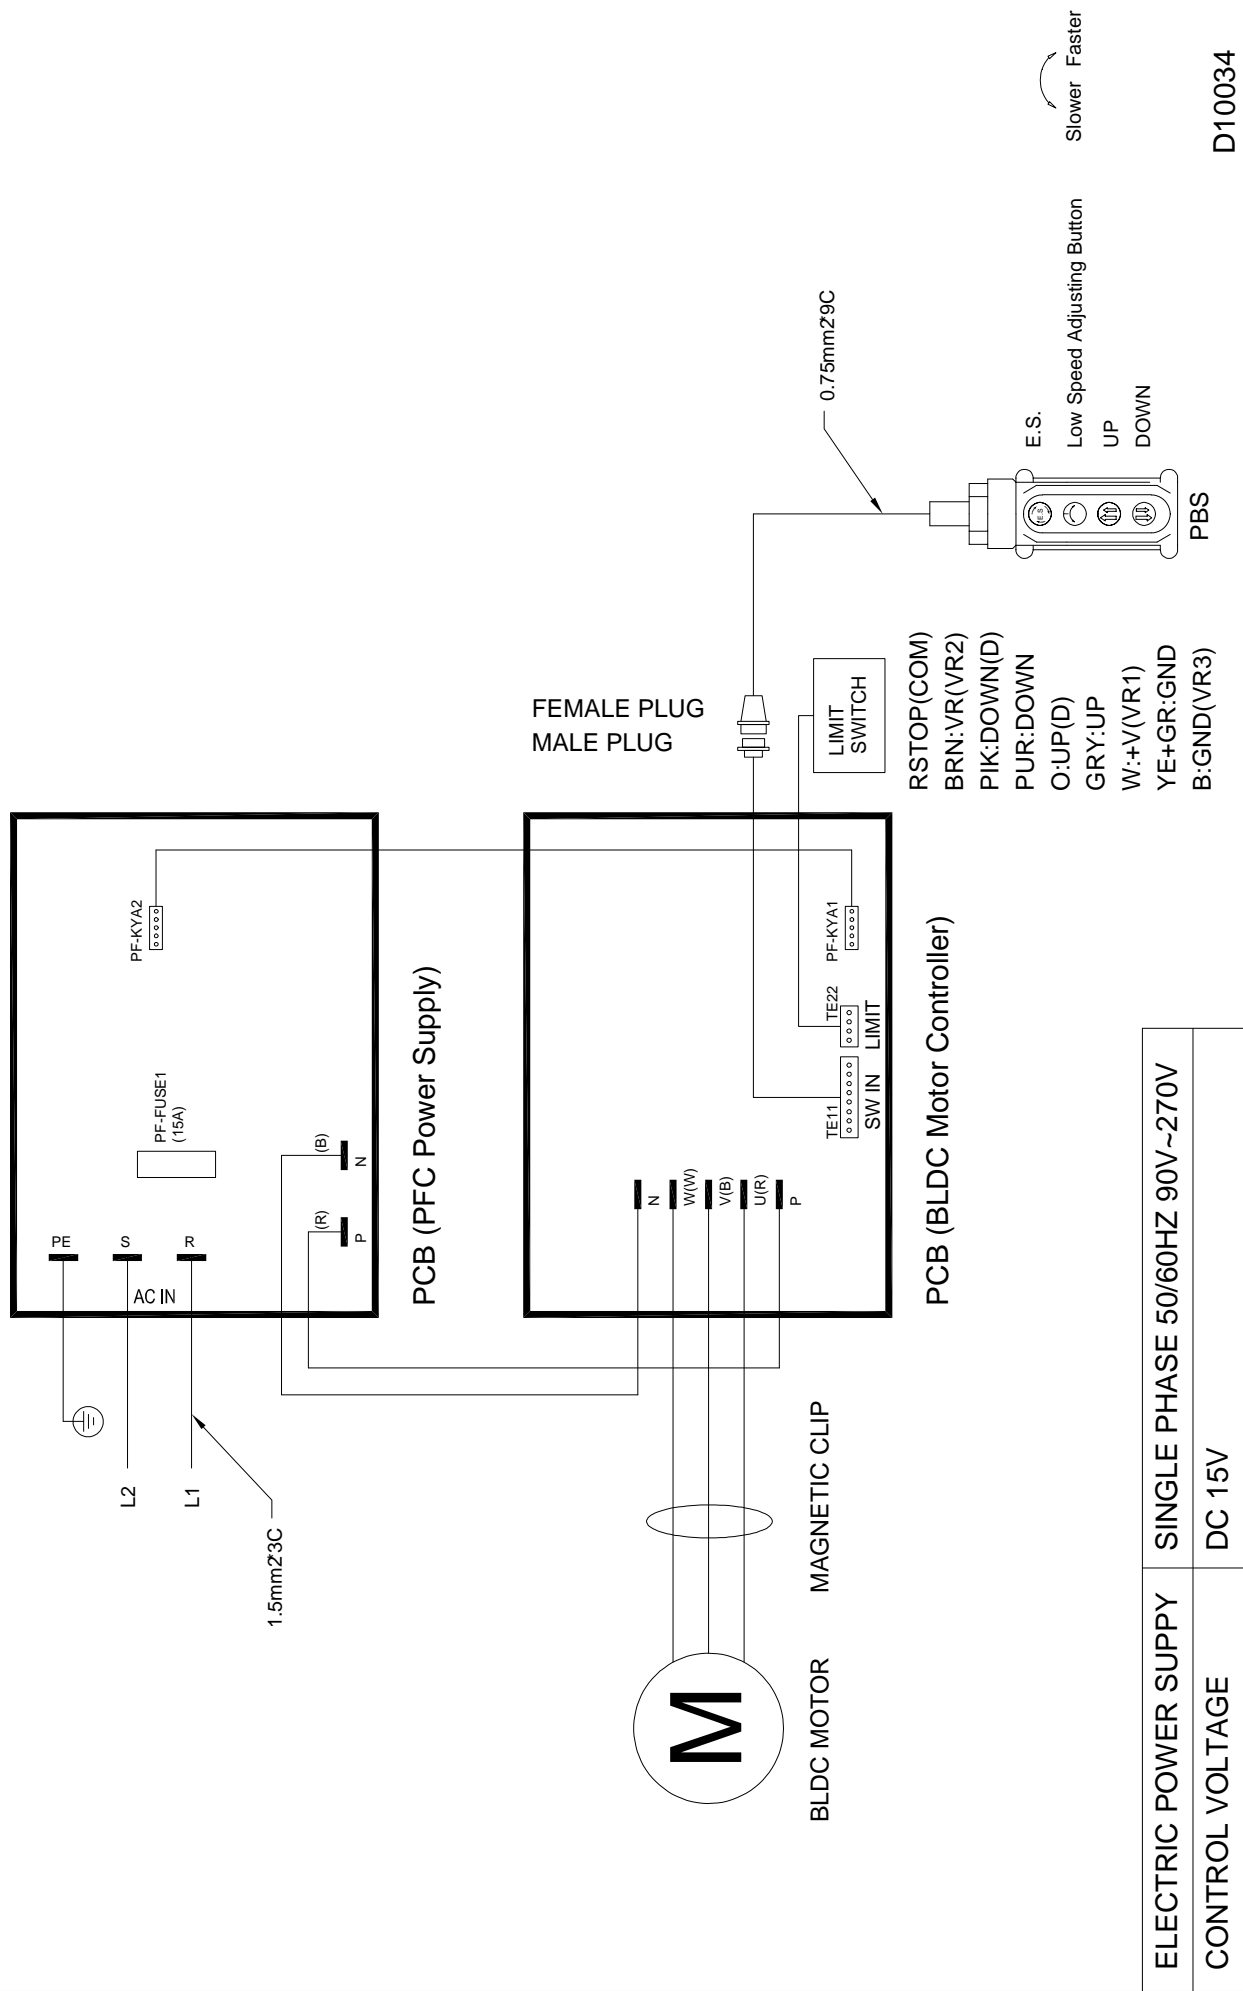 PE
S
R
AC IN
L2
L1
1.5mm2*3C
PF-FUSE1
(15A)
PF-KYA2
(R)
P
(B)
N
PCB (PFC Power Supply)
FEMALE PLUG
MALE PLUG
N
W(W)
V(B)
U(R)
P
TE11
SW IN
TE22
LIMIT
PF-KYA1
PCB (BLDC Motor Controller)
M
BLDC MOTOR
MAGNETIC CLIP
LIMIT
SWITCH
RSTOP(COM)
BRN:VR(VR2)
PIK:DOWN(D)
PUR:DOWN
O:UP(D)
GRY:UP
W:+V(VR1)
YE+GR:GND
B:GND(VR3)
0.75mm2*9C
E.S
PBS
E.S.
Low Speed Adjusting Button
UP
DOWN
Slower Faster
ELECTRIC POWER SUPPY SINGLE PHASE 50/60HZ 90V~270V
CONTROL VOLTAGE DC 15V
D10034